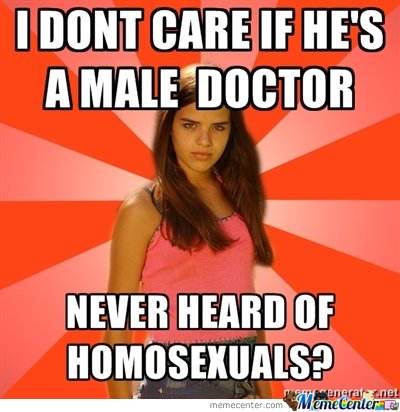 I DONT CARE IF HE'S
A MALE DOCTOR
NEVER HEARD OF
HOMOSEXUALS?
memecenter.com
MemeCenter